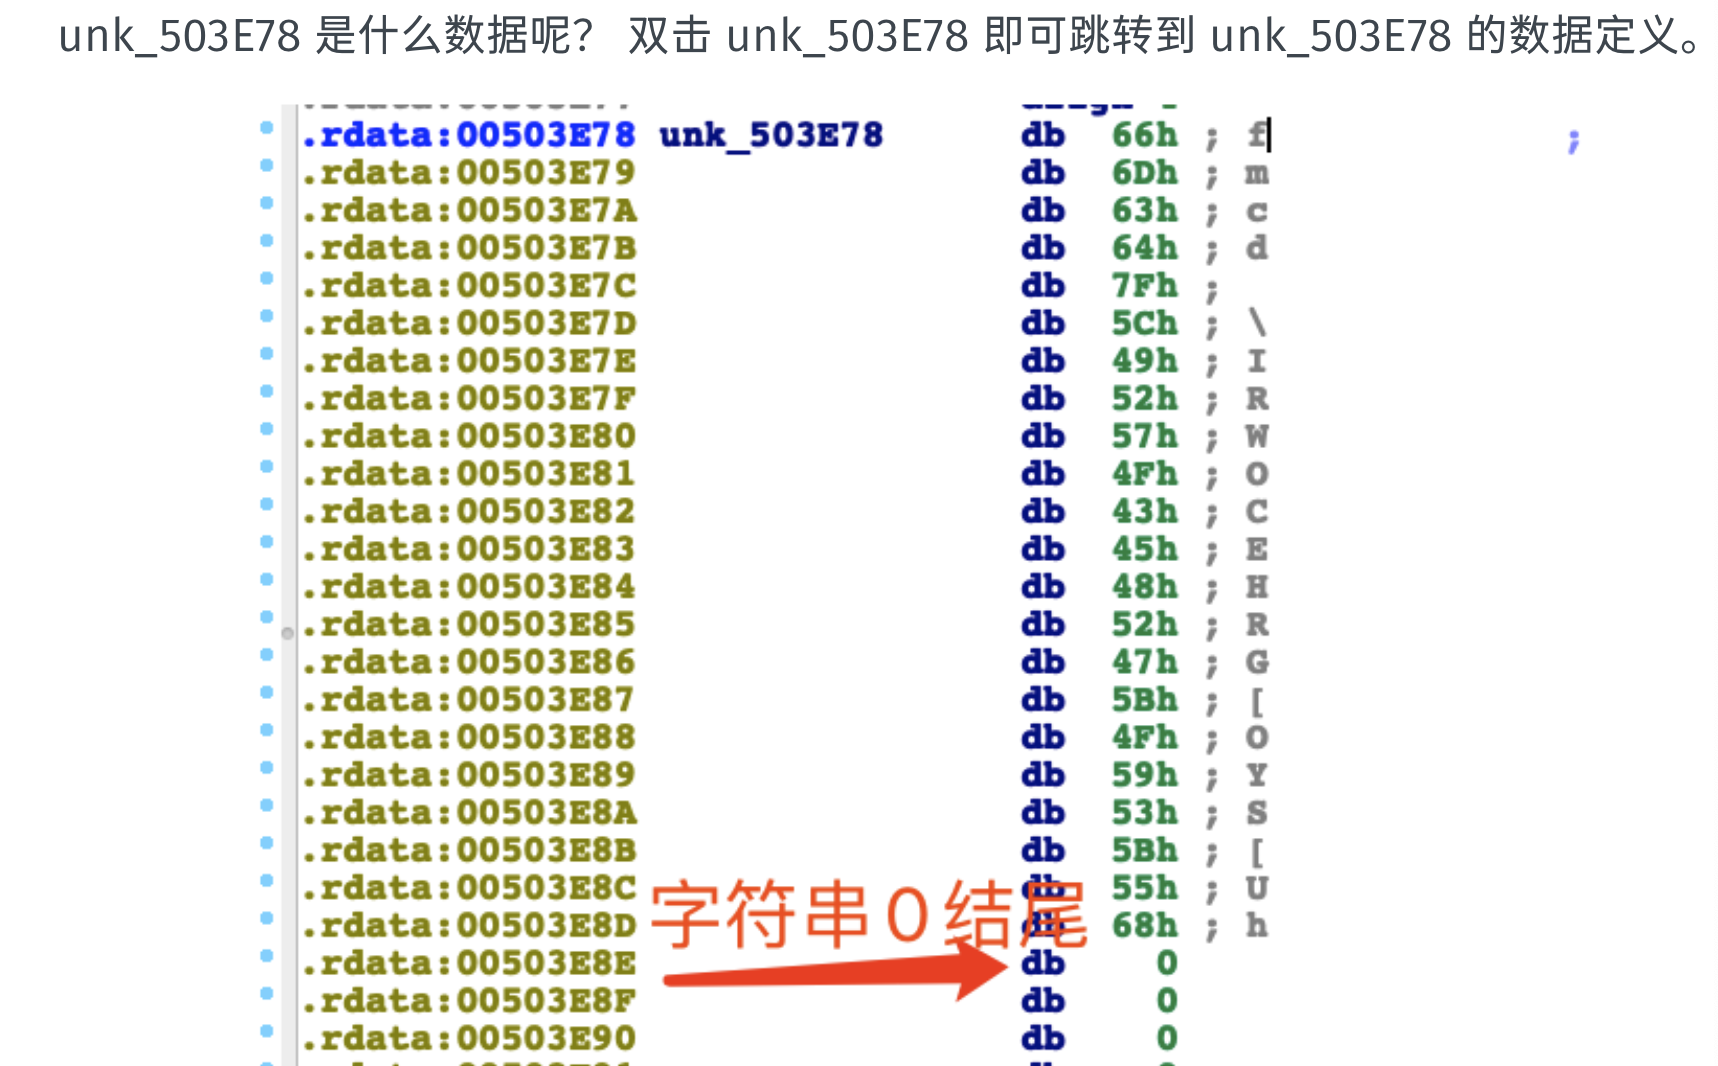 unk_503E78 是什么数据呢？ 双击 unk_503E78 即可跳转到 unk_503E78 的数据定义。
.rdata:00503E78 unk_503E78 db 66h ; f ;
.rdata:00503E79 db 6Dh ; m
.rdata:00503E7A db 63h ; c
.rdata:00503E7B db 64h ; d
.rdata:00503E7C db 7Fh ;
.rdata:00503E7D db 5Ch ; \
.rdata:00503E7E db 49h ; I
.rdata:00503E7F db 52h ; R
.rdata:00503E80 db 57h ; W
.rdata:00503E81 db 4Fh ; O
.rdata:00503E82 db 43h ; C
.rdata:00503E83 db 45h ; E
.rdata:00503E84 db 48h ; H
.rdata:00503E85 db 52h ; R
.rdata:00503E86 db 47h ; G
.rdata:00503E87 db 5Bh ; [
.rdata:00503E88 db 4Fh ; O
.rdata:00503E89 db 59h ; Y
.rdata:00503E8A db 53h ; S
.rdata:00503E8B db 5Bh ; [
.rdata:00503E8C db 55h ; U
字符串0结尾
.rdata:00503E8D db 68h ; h
.rdata:00503E8E db 0
.rdata:00503E8F db 0
.rdata:00503E90 db 0